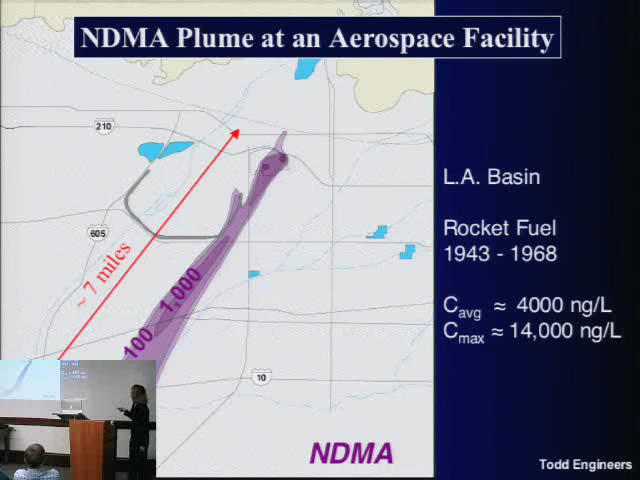 NDMA Plume at an Aerospace Facility
210
605
~ 7 miles
1,000
100
10
NDMA
L.A. Basin
Rocket Fuel
1943 - 1968
Cavg ≈ 4000 ng/L
Cmax ≈ 14,000 ng/L
Todd Engineers